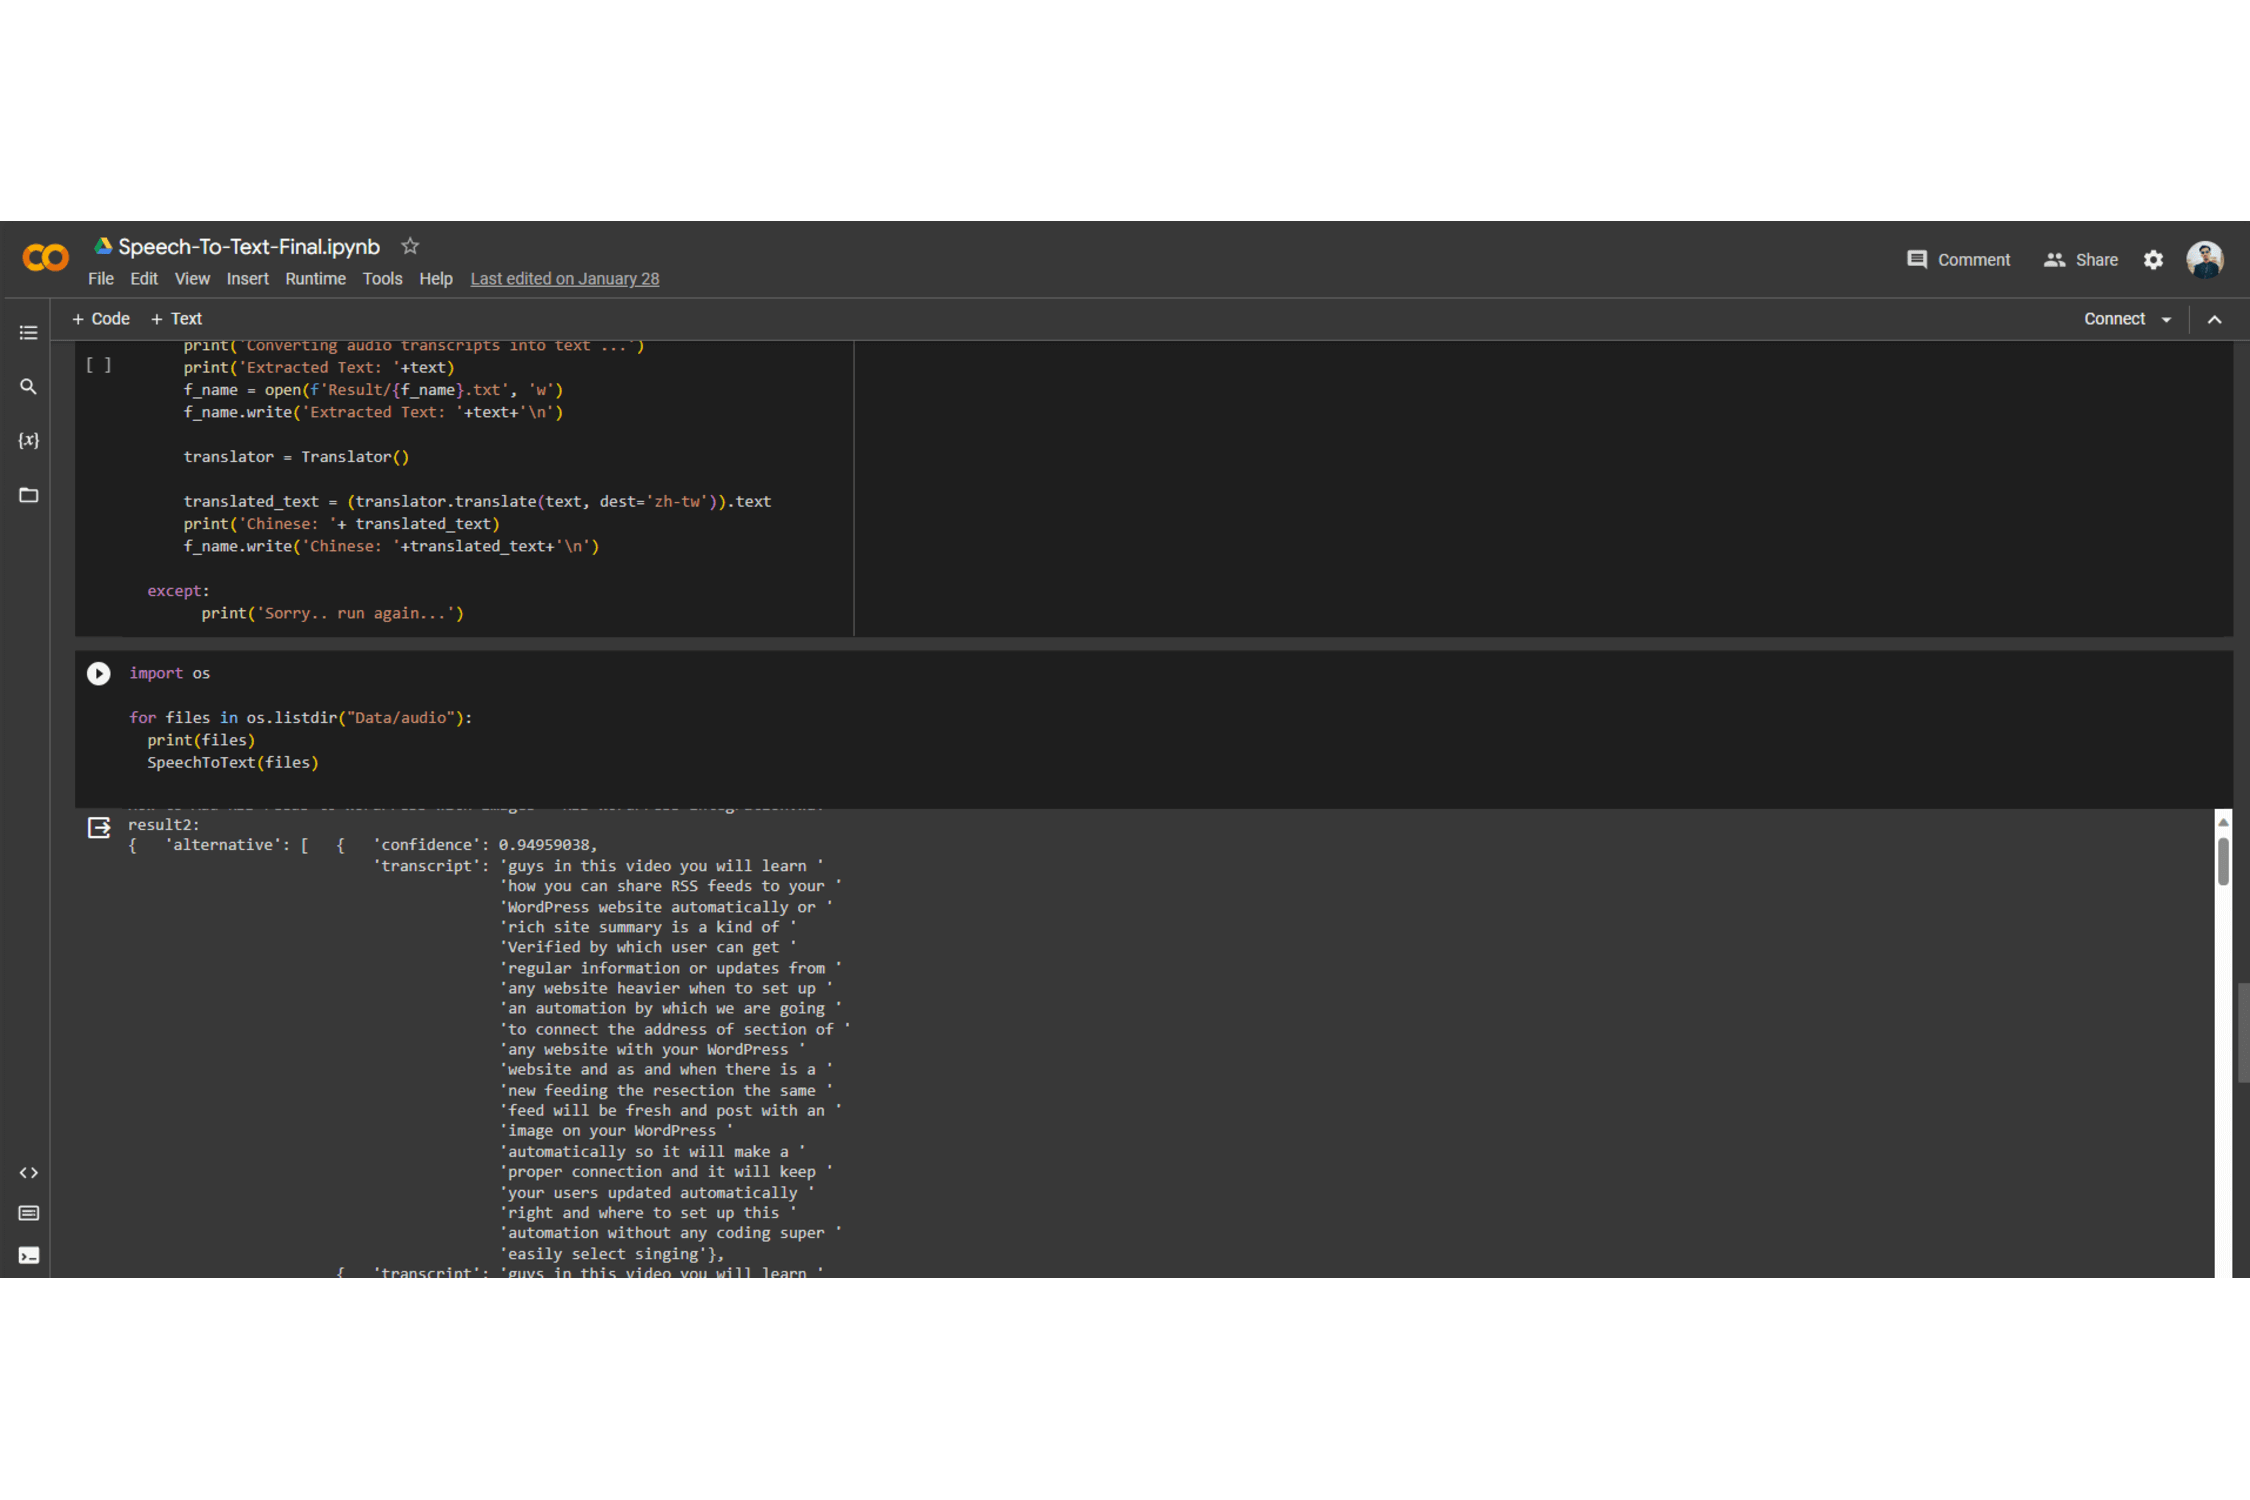 Speech-To-Text-Final.ipynb
File Edit View Insert Runtime Tools Help Last edited on January 28
Comment Share
+ Code + Text
Connect
print('Converting audio transcripts into text ...')
[ ]
print('Extracted Text: '+text)
f_name = open(f'Result/{f_name}.txt', 'w')
f_name.write('Extracted Text: '+text+'\n')
translator = Translator()
translated_text = (translator.translate(text, dest='zh-tw')).text
print('Chinese: '+ translated_text)
f_name.write('Chinese: '+translated_text+'\n')
except:
print('Sorry.. run again...')
import os
for files in os.listdir("Data/audio"):
print(files)
SpeechToText(files)
result2:
{ 'alternative': [ { 'confidence': 0.94959038,
'transcript': 'guys in this video you will learn '
'how you can share RSS feeds to your '
'WordPress website automatically or '
'rich site summary is a kind of '
'Verified by which user can get '
'regular information or updates from '
'any website heavier when to set up '
'an automation by which we are going '
'to connect the address of section of '
'any website with your WordPress '
'website and as and when there is a '
'new feeding the resection the same '
'feed will be fresh and post with an '
'image on your WordPress '
'automatically so it will make a '
'proper connection and it will keep '
'your users updated automatically '
'right and where to set up this '
'automation without any coding super '
'easily select singing'},
{ 'transcript': 'guys in this video you will learn '